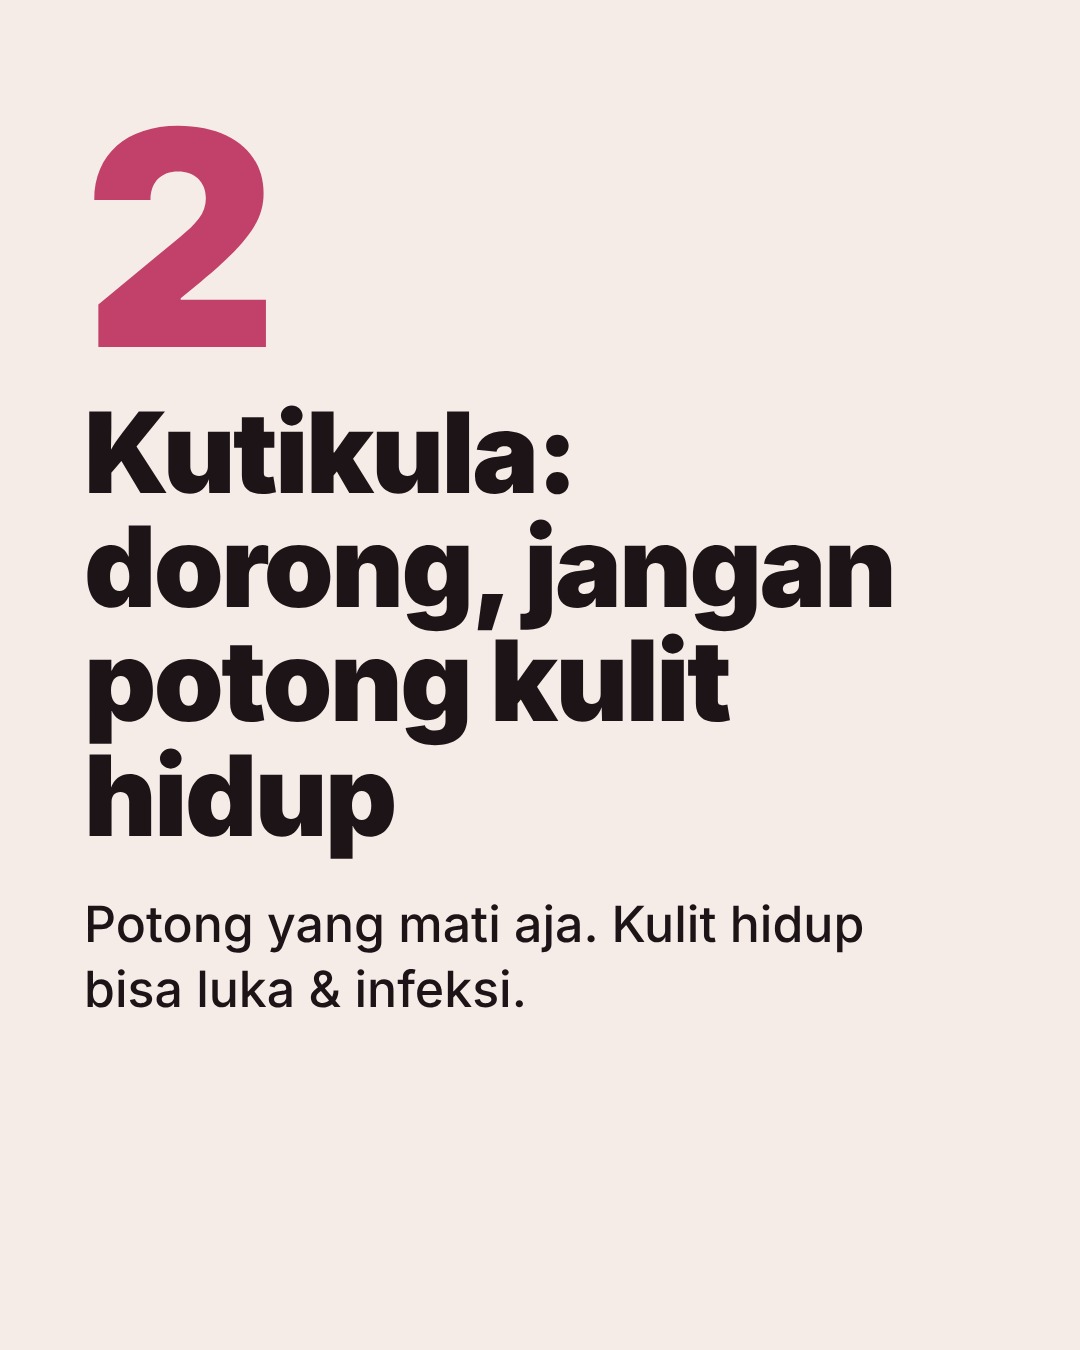 2
Kutikula:
dorong, jangan
potong kulit
hidup
Potong yang mati aja. Kulit hidup
bisa luka & infeksi.